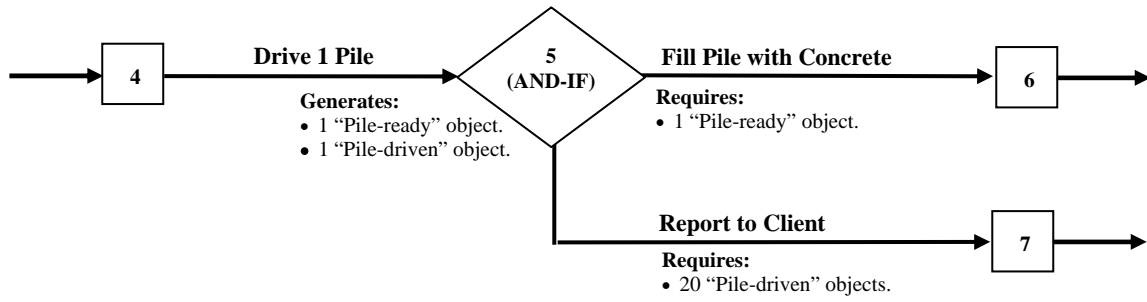 4
Drive 1 Pile
Generates:
• 1 “Pile-ready” object.
• 1 “Pile-driven” object.
5
(AND-IF)
Fill Pile with Concrete
Requires:
• 1 “Pile-ready” object.
6
Report to Client
Requires:
• 20 “Pile-driven” objects.
7